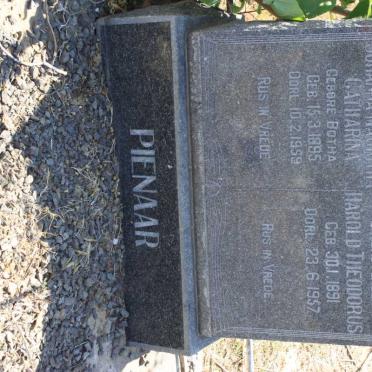 CATHARINA
GEBORE BOTHA
GEB. 15.3.1895
OORL. 10.2.1959
RUS IN VREDE
HAROLD THEODORUS
GEB. 30.1.1891
OORL. 23.6.1957
RUS IN VREDE
PIENAAR